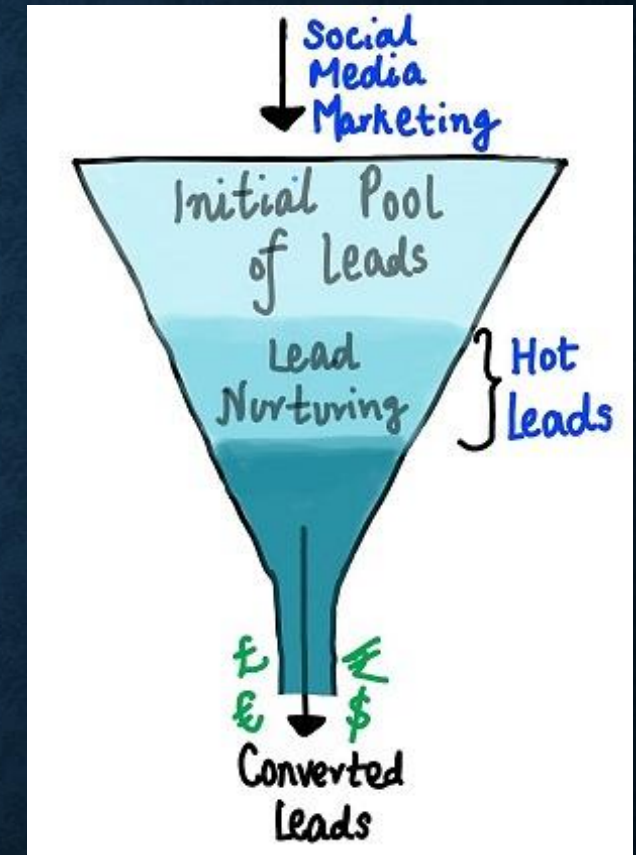 Social
Media
Marketing
Initial Pool
of Leads
Lead
Nurturing
Hot
Leads
£ ₹
£ $
Converted
Leads